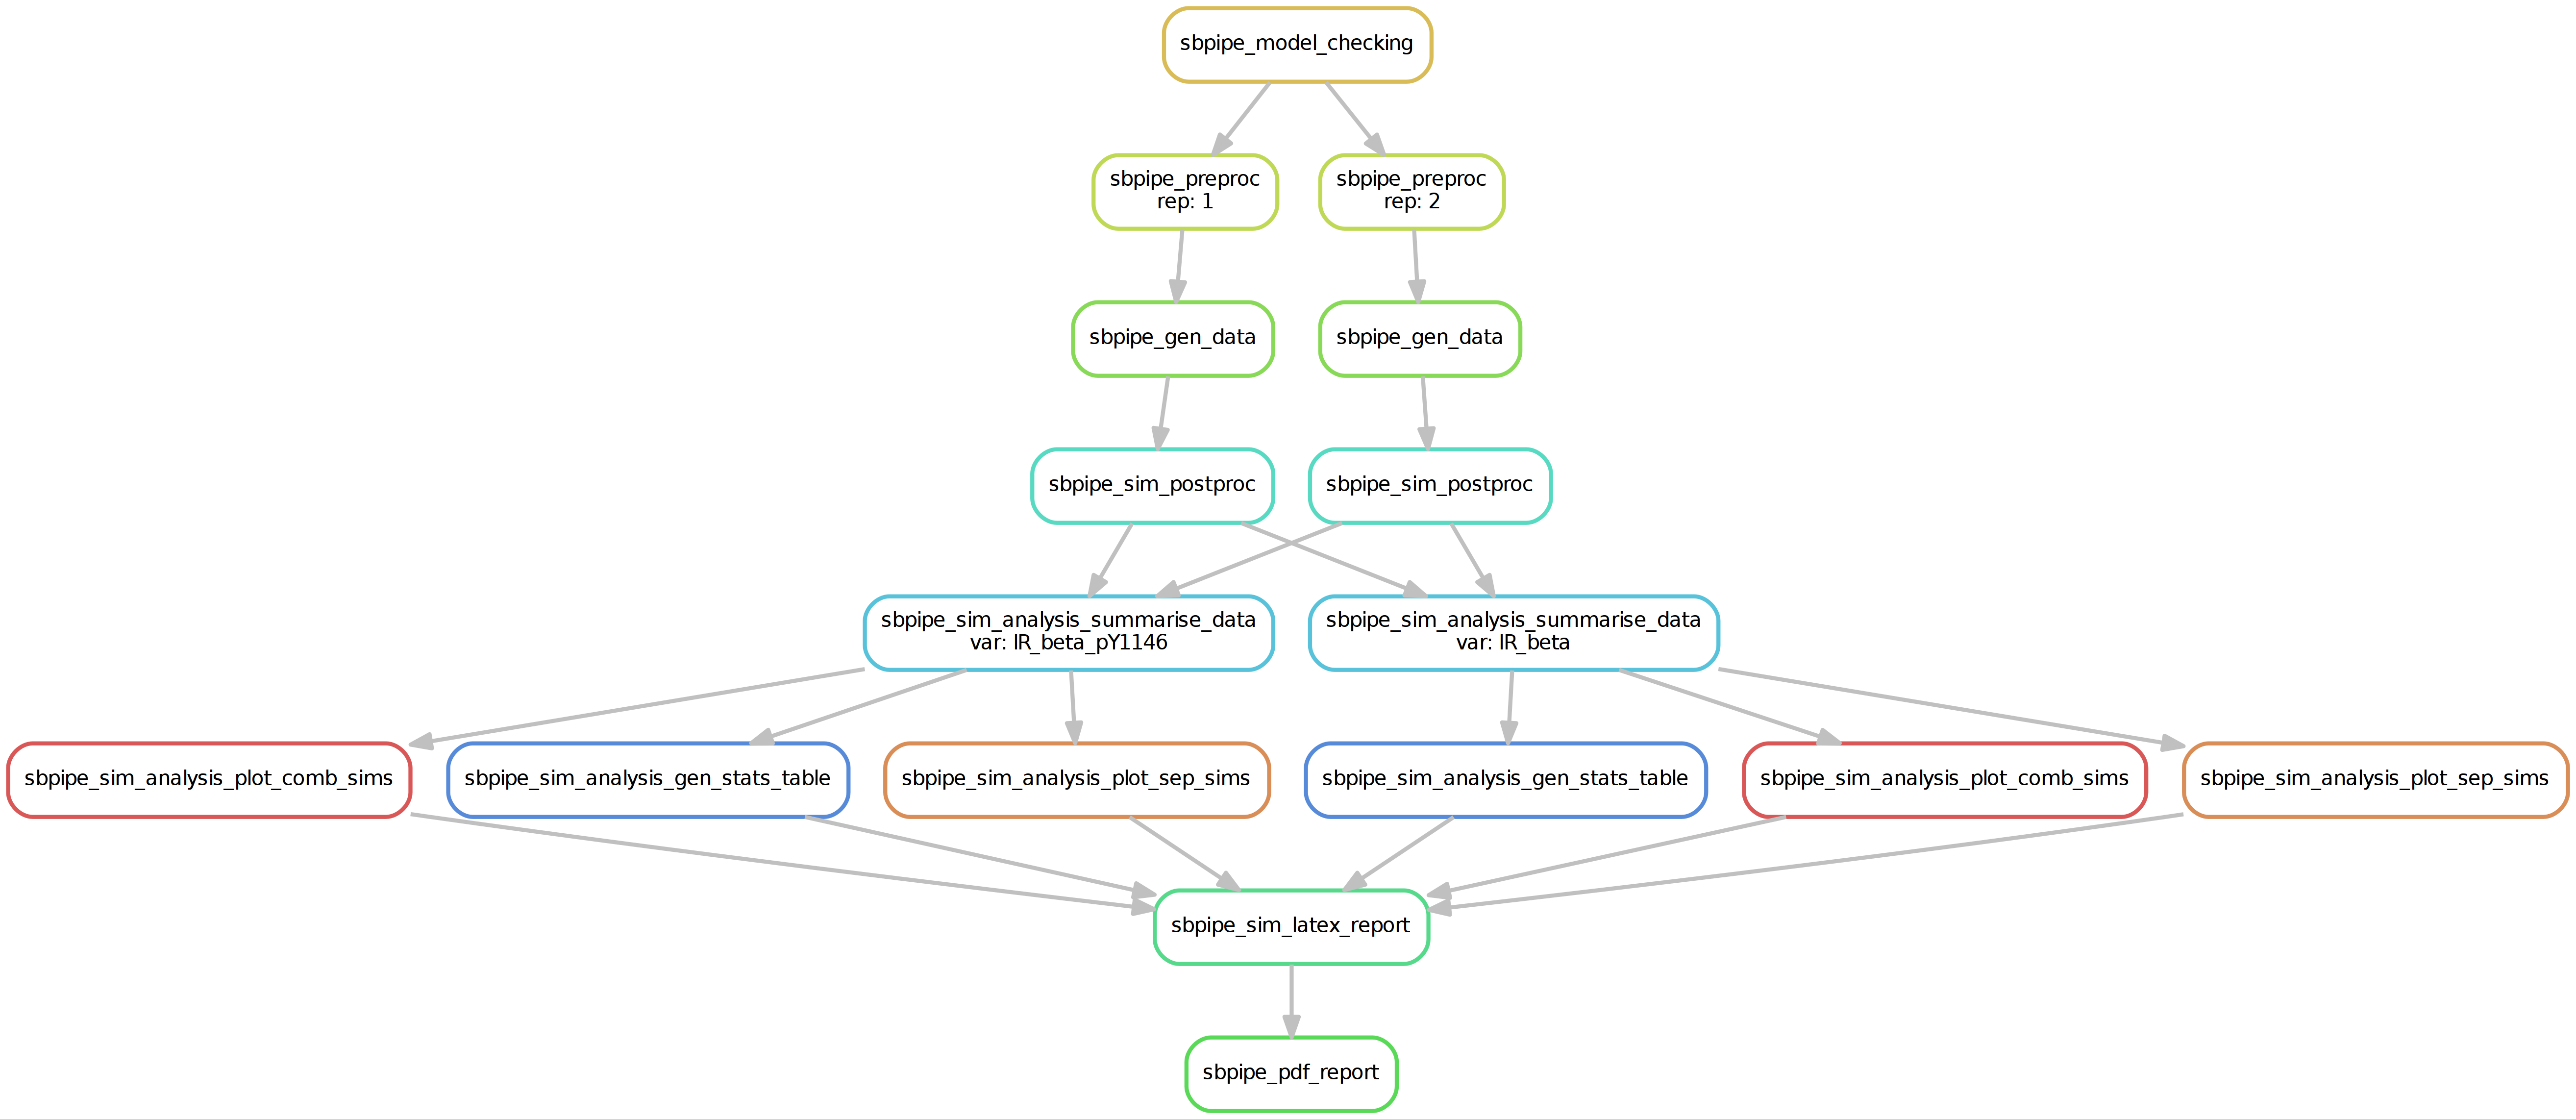 sbpipe_model_checking
sbpipe_preproc
rep: 1
sbpipe_preproc
rep: 2
sbpipe_gen_data
sbpipe_gen_data
sbpipe_sim_postproc
sbpipe_sim_postproc
sbpipe_sim_analysis_summarise_data
var: IR_beta_pY1146
sbpipe_sim_analysis_summarise_data
var: IR_beta
sbpipe_sim_analysis_plot_comb_sims
sbpipe_sim_analysis_gen_stats_table
sbpipe_sim_analysis_plot_sep_sims
sbpipe_sim_analysis_gen_stats_table
sbpipe_sim_analysis_plot_comb_sims
sbpipe_sim_analysis_plot_sep_sims
sbpipe_sim_latex_report
sbpipe_pdf_report